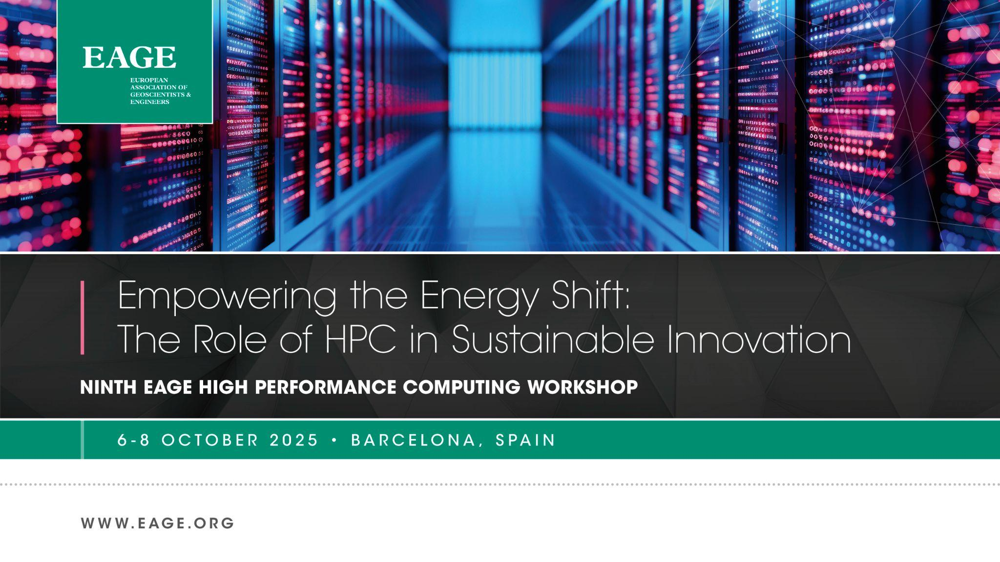 EAGE
EUROPEAN
ASSOCIATION OF
GEOSCIENTISTS &
ENGINEERS
Empowering the Energy Shift:
The Role of HPC in Sustainable Innovation
NINTH EAGE HIGH PERFORMANCE COMPUTING WORKSHOP
6-8 OCTOBER 2025 • BARCELONA, SPAIN
WWW.EAGE.ORG